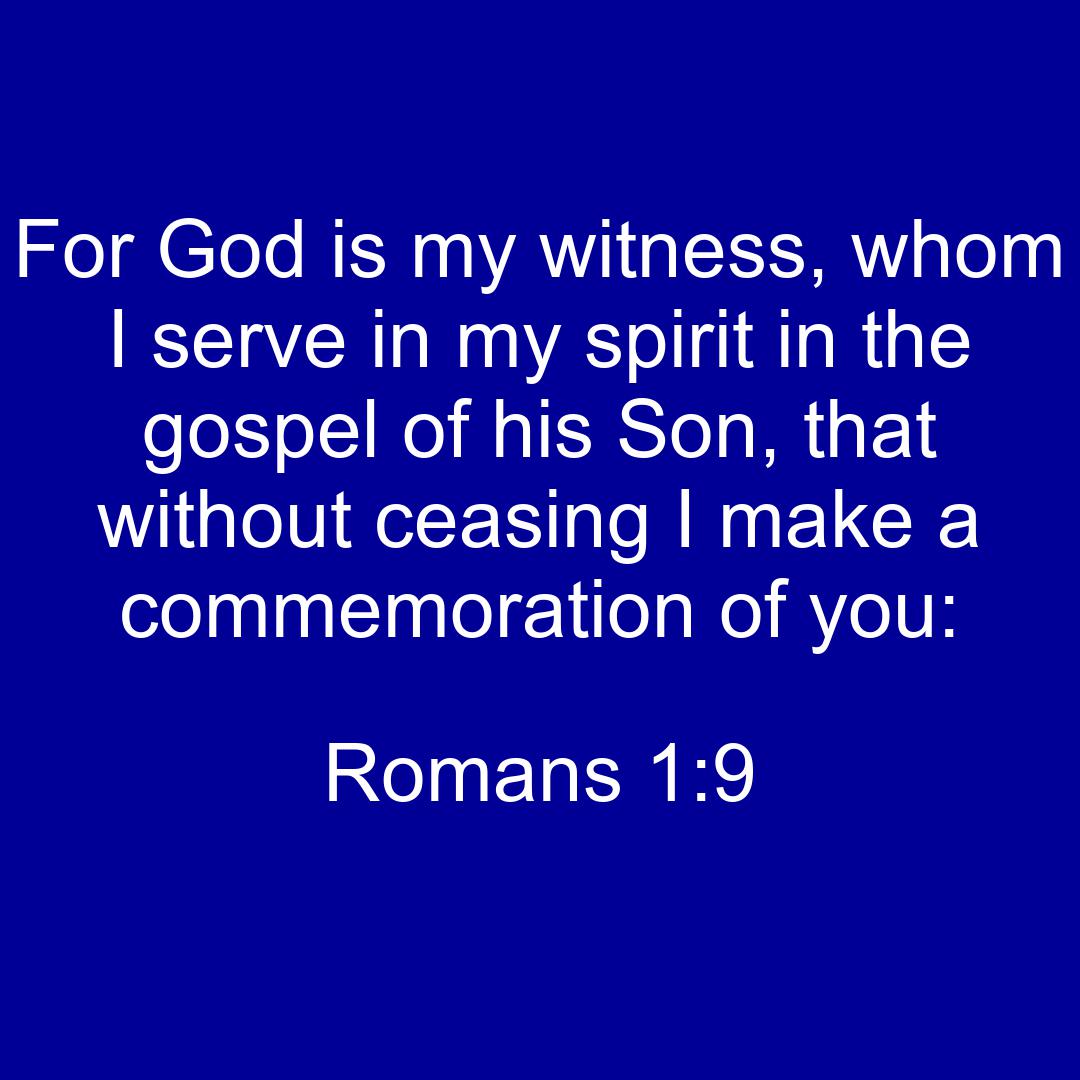 For God is my witness, whom
I serve in my spirit in the
gospel of his Son, that
without ceasing I make a
commemoration of you:
Romans 1:9